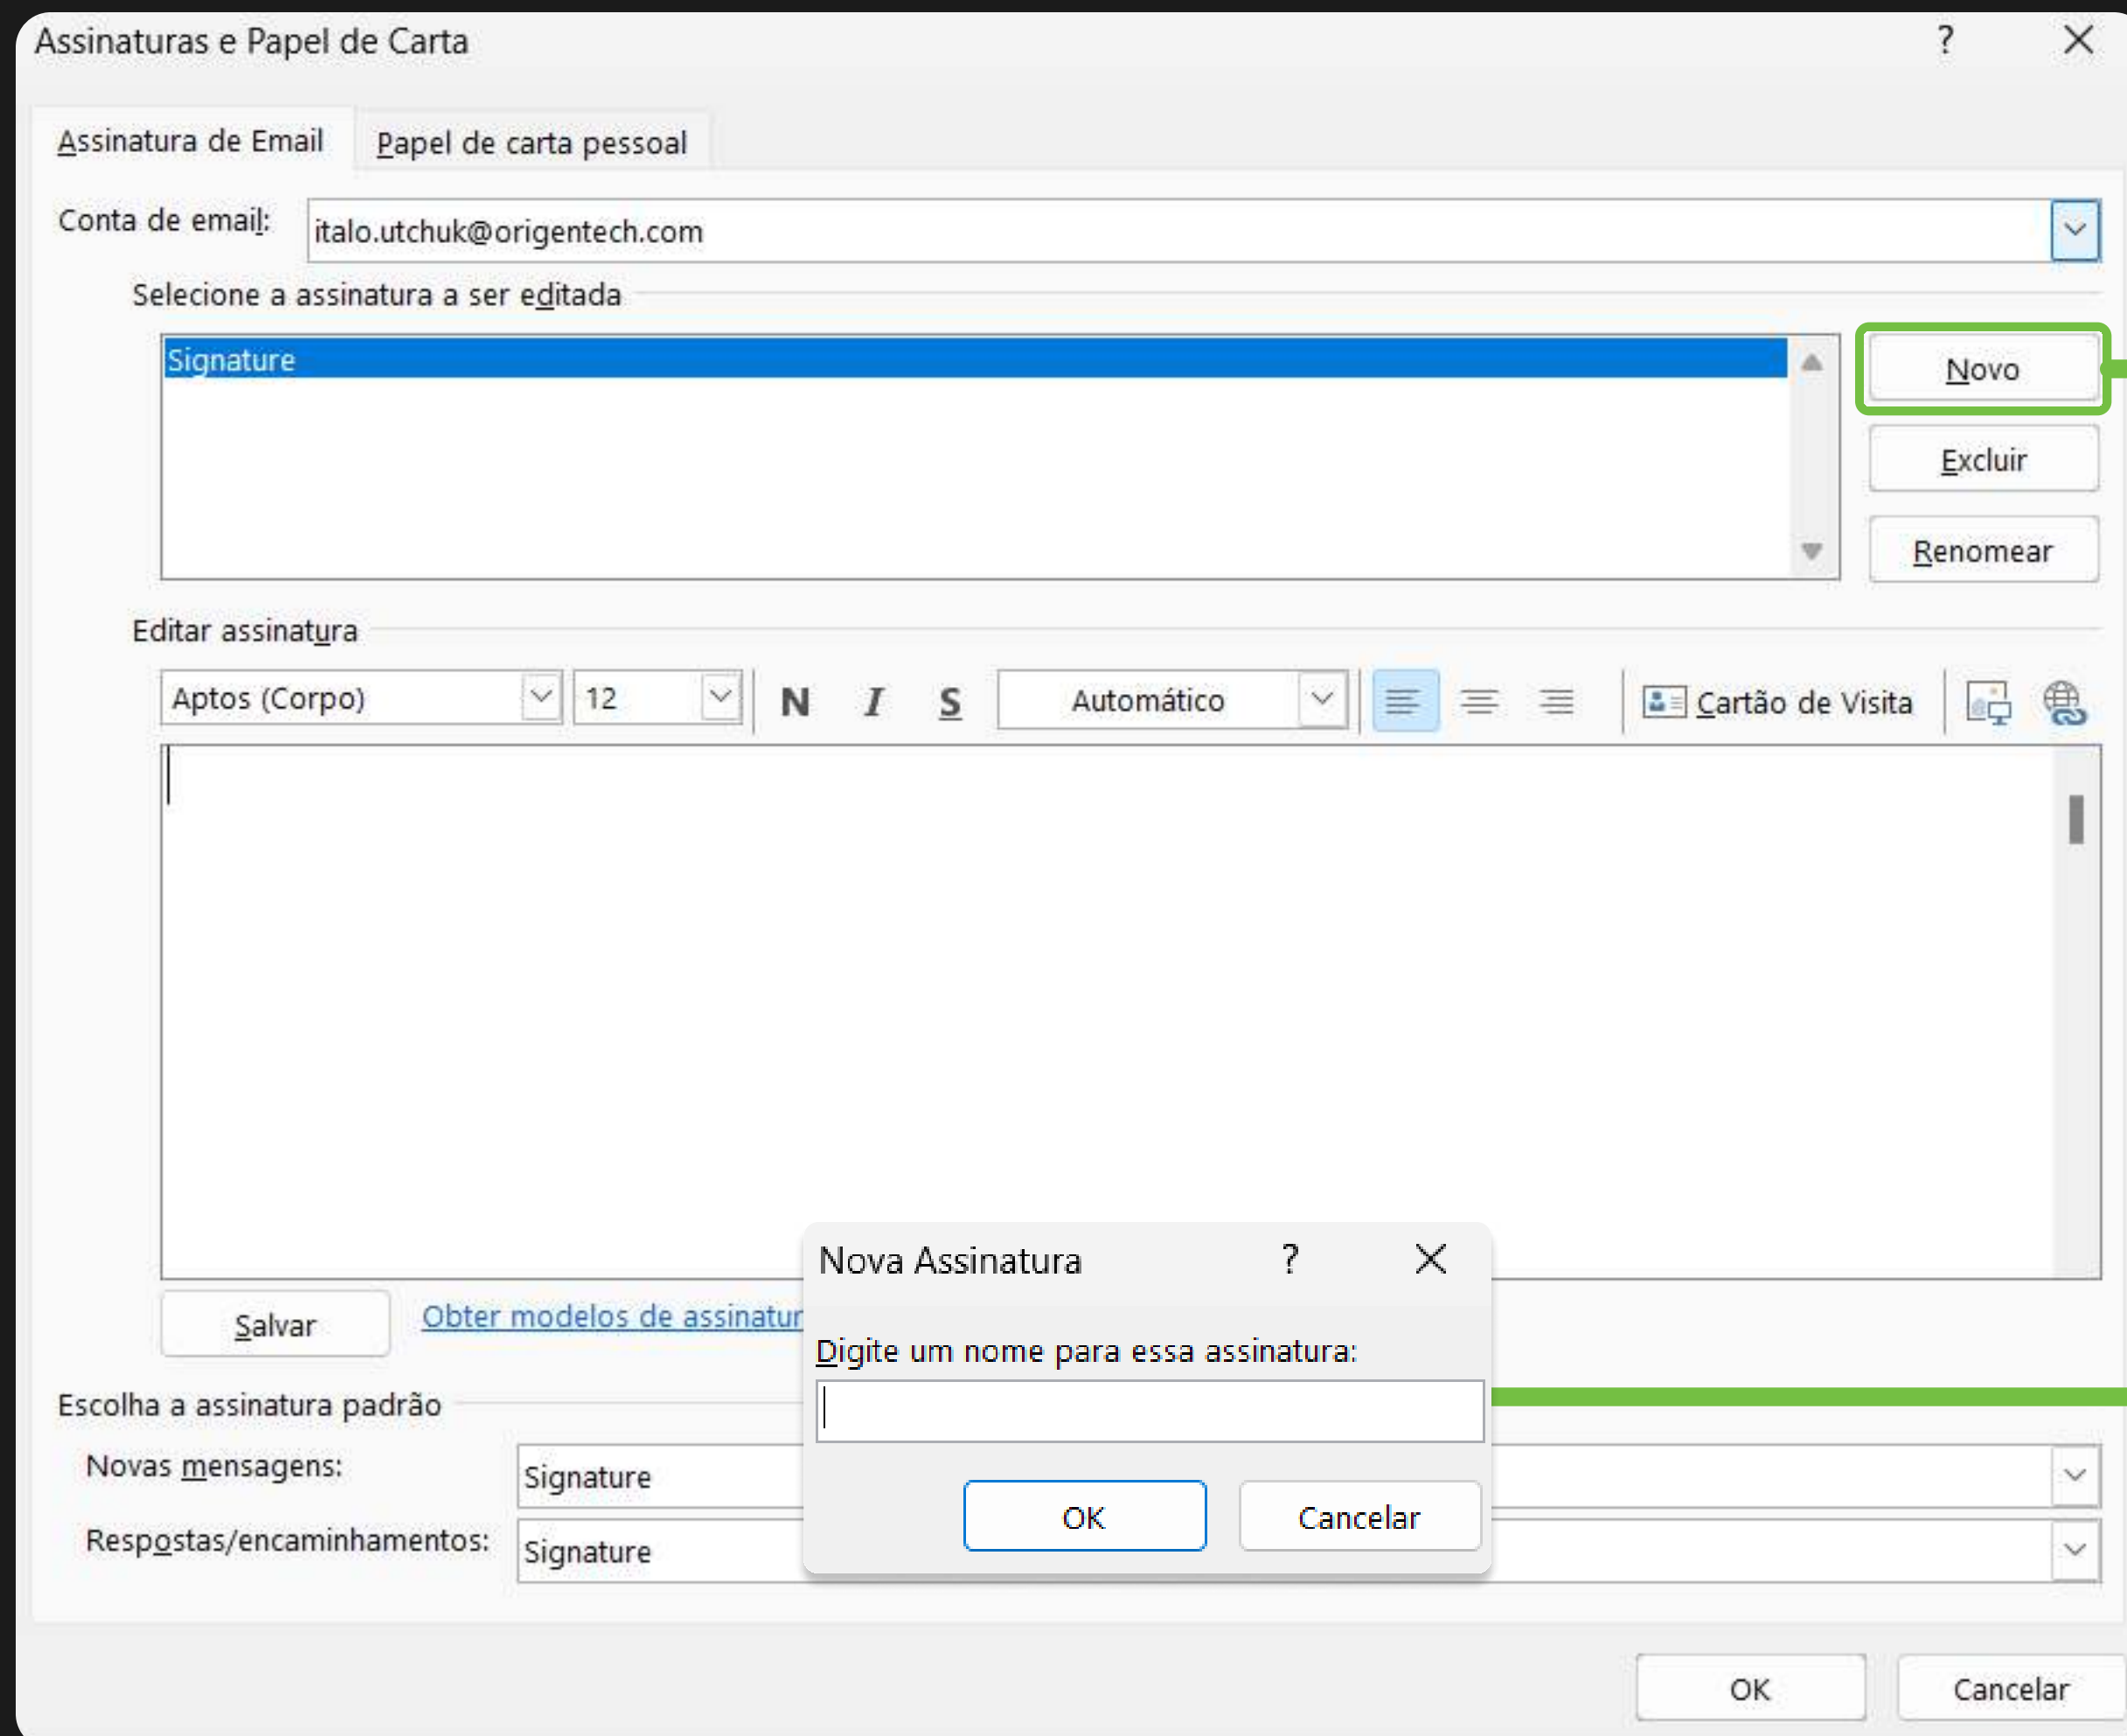 Assinaturas e Papel de Carta ?
Assinatura de Email Papel de carta pessoal
Conta de email: italo.utchuk@origentech.com
Selecione a assinatura a ser editada
Signature
Novo
Excluir
Renomear
Editar assinatura
Aptos (Corpo) 12 N I S Automático Cartão de Visita
Salvar Obter modelos de assinatur
Nova Assinatura ?
Digite um nome para essa assinatura:
OK Cancelar
Escolha a assinatura padrão
Novas mensagens: Signature
Respostas/encaminhamentos: Signature
OK Cancelar